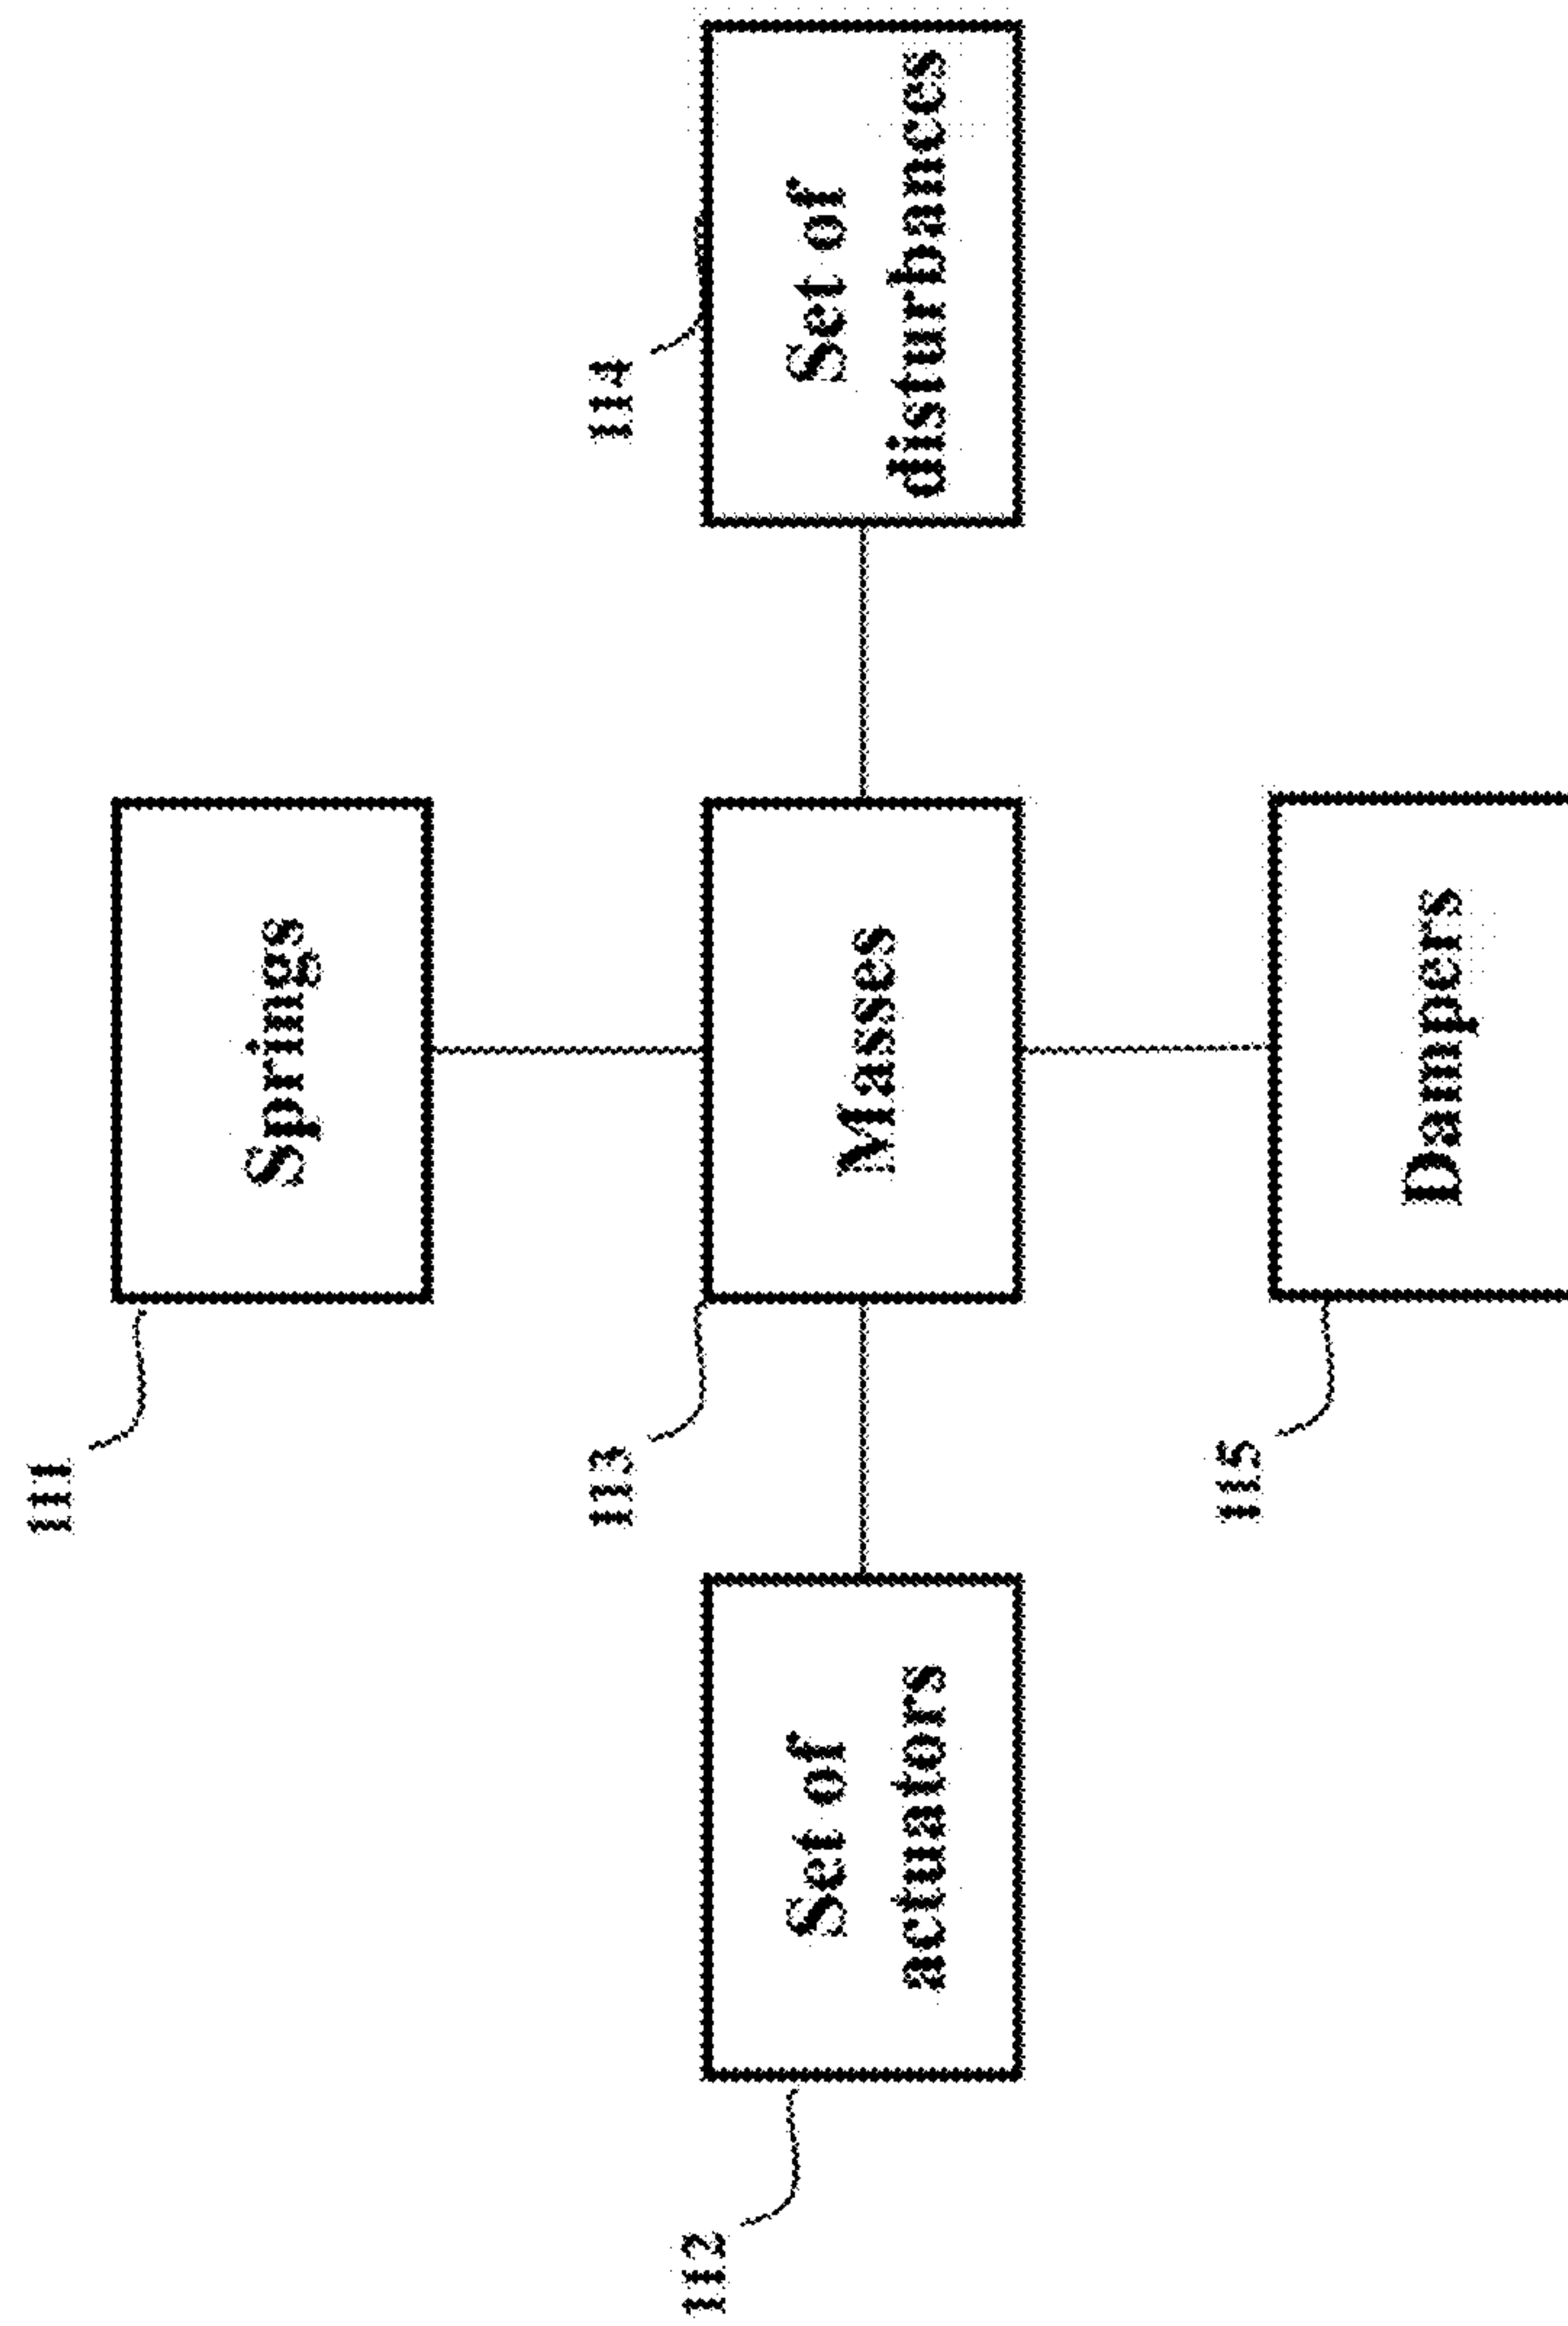 111
Springs
112
Set of
actuators
113
Masses
114
Set of
disturbances
115
Dampers